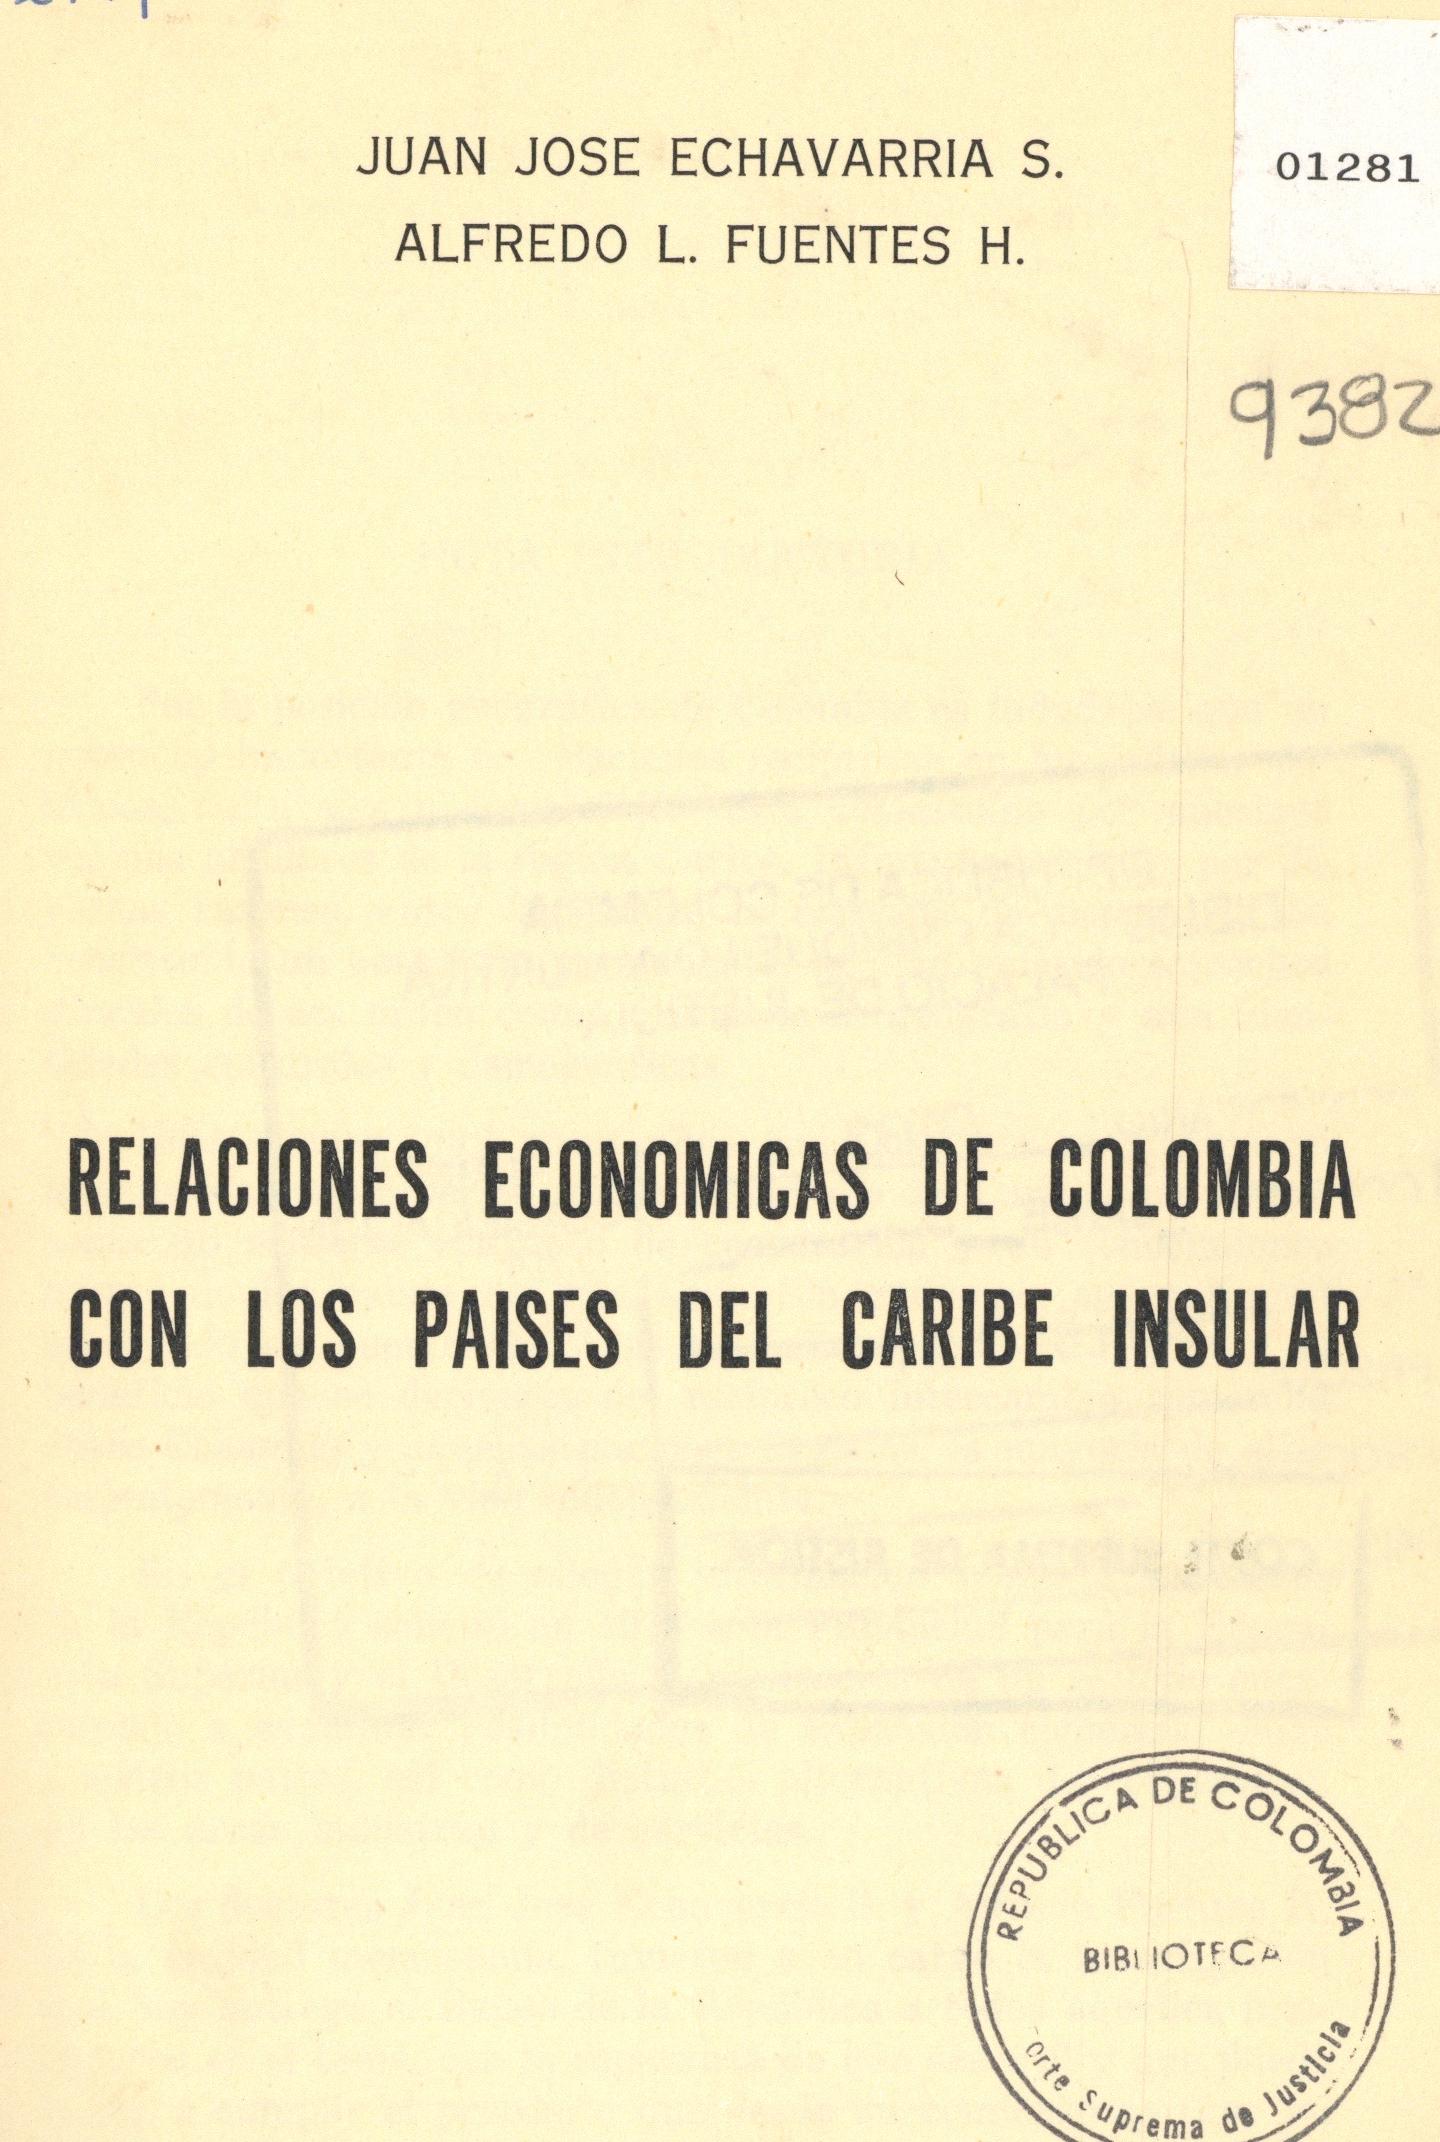 JUAN JOSE ECHAVARRIA S.
01281
ALFREDO L. FUENTES H.
9382
RELACIONES ECONOMICAS DE COLOMBIA
CON LOS PAISES DEL CARIBE INSULAR
REPUBLICA DE COLOMBIA
BIBLIOTECA
orte Suprema de Justicia